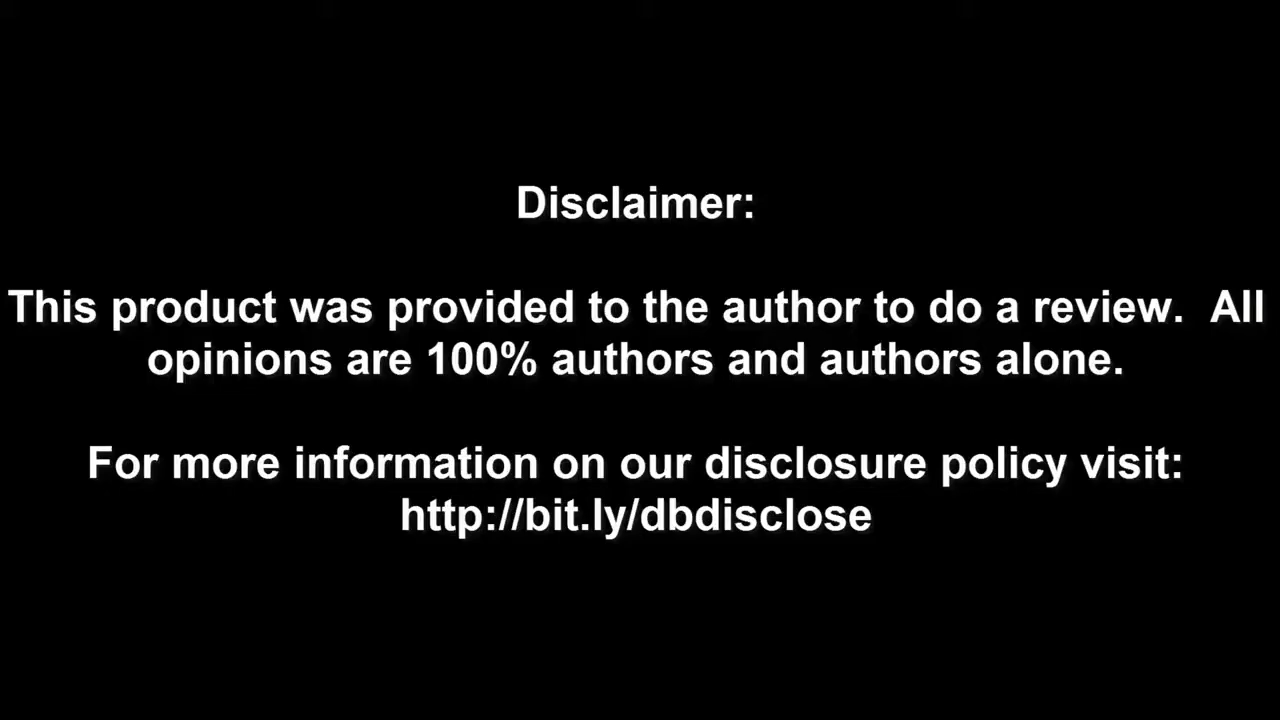 Disclaimer:
This product was provided to the author to do a review.  All
opinions are 100% authors and authors alone.
For more information on our disclosure policy visit:
http://bit.ly/dbdisclose